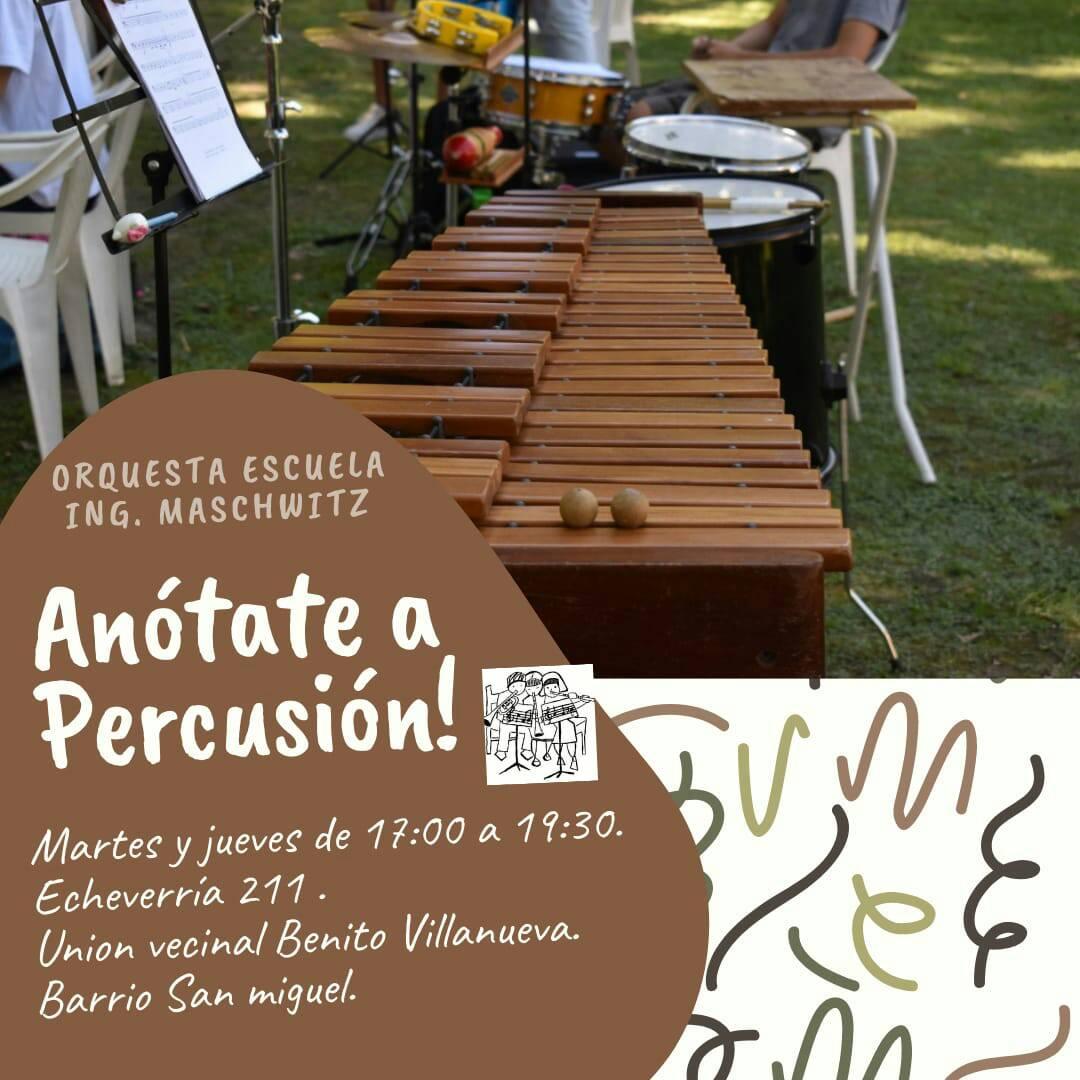 ORQUESTA ESCUELA
ING. MASCHWITZ
Anótate a
Percusión!
Martes y jueves de 17:00 a 19:30.
Echeverría 211 .
Union vecinal Benito Villanueva.
Barrio San miguel.